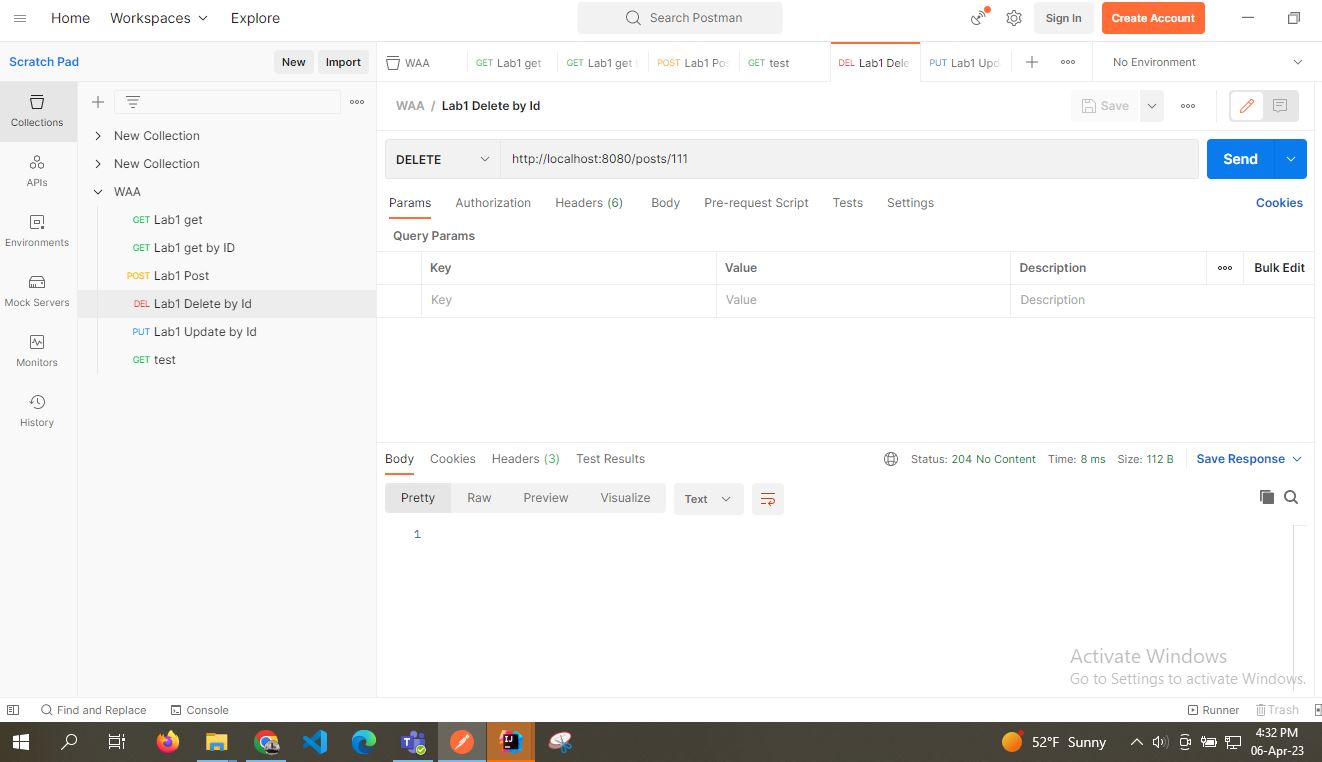 Home Workspaces Explore Search Postman Sign In Create Account
Scratch Pad New Import WAA GET Lab1 get GET Lab1 get POST Lab1 Pos GET test DEL Lab1 Dele PUT Lab1 Upd No Environment
WAA / Lab1 Delete by Id Save
Collections
New Collection
New Collection
WAA
GET Lab1 get
GET Lab1 get by ID
POST Lab1 Post
DEL Lab1 Delete by Id
PUT Lab1 Update by Id
GET test
APIs
Environments
Mock Servers
Monitors
History
DELETE http://localhost:8080/posts/111 Send
Params Authorization Headers (6) Body Pre-request Script Tests Settings Cookies
Query Params
Key Value Description Bulk Edit
Key Value Description
Body Cookies Headers (3) Test Results Status: 204 No Content Time: 8 ms Size: 112 B Save Response
Pretty Raw Preview Visualize Text
1
Activate Windows
Go to Settings to activate Windows.
Find and Replace Console Runner Trash
52°F Sunny 4:32 PM
06-Apr-23